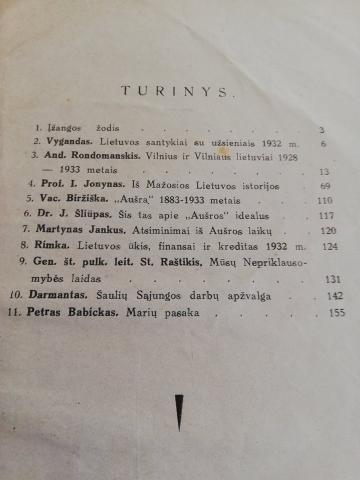 TURINYS.
1. Įžangos žodis . . . . . . . 3
2. Vygandas. Lietuvos santykiai su užsieniais 1932 m. . 6
3. And. Rondomanskis. Vilnius ir Vilniaus lietuviai 1928
— 1933 metais . . . . . . . 13
4. Prof. I. Jonynas. Iš Mažosios Lietuvos istorijos . 69
5. Vac. Biržiška. „Aušra" 1883-1933 metais . . . 110
6. Dr. J. Šliūpas. Šis tas apie „Aušros" idealus . . 117
7. Martynas Jankus. Atsiminimai iš Aušros laikų . . 120
8. Rimka. Lietuvos ūkis, finansai ir kreditas 1932 m. . 124
9. Gen. št. pulk. leit. St. Raštikis, Mūsų Nepriklauso-
mybės laidas . . . . . . . 131
10. Darmantas. Šaulių Sąjungos darbų apžvalga . . 142
11. Petras Babickas. Marių pasaka . . . . . 155